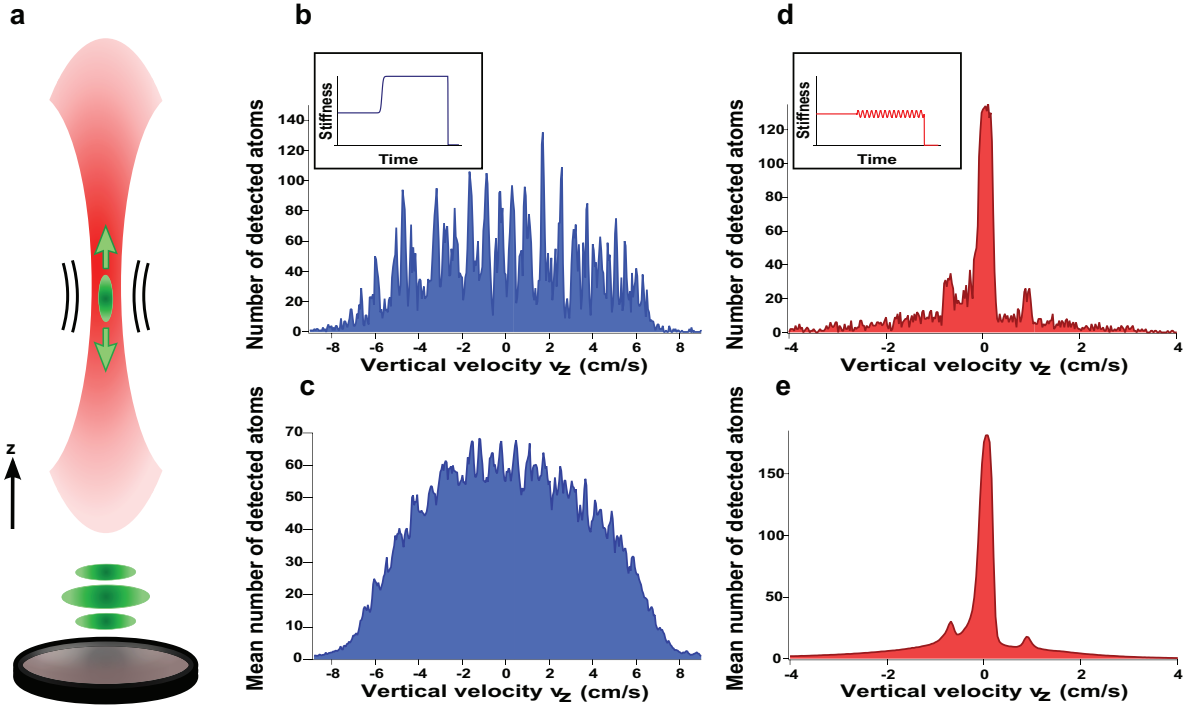 a
z
b
Stiffness
Time
Number of detected atoms
140
120
100
80
60
40
20
0
-8 -6 -4 -2 0 2 4 6 8
Vertical velocity vz (cm/s)
c
Mean number of detected atoms
70
60
50
40
30
20
10
0
-8 -6 -4 -2 0 2 4 6 8
Vertical velocity vz (cm/s)
d
Stiffness
Time
Number of detected atoms
120
100
80
60
40
20
0
-4 -2 0 2 4
Vertical velocity vz (cm/s)
e
Mean number of detected atoms
150
100
50
0
-4 -2 0 2 4
Vertical velocity vz (cm/s)